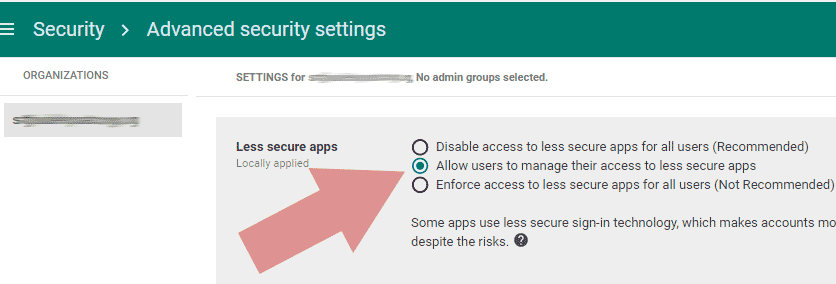 Security > Advanced security settings
ORGANIZATIONS
SETTINGS for No admin groups selected.
Less secure apps
Locally applied
Disable access to less secure apps for all users (Recommended)
Allow users to manage their access to less secure apps
Enforce access to less secure apps for all users (Not Recommended)
Some apps use less secure sign-in technology, which makes accounts mo
despite the risks. ?